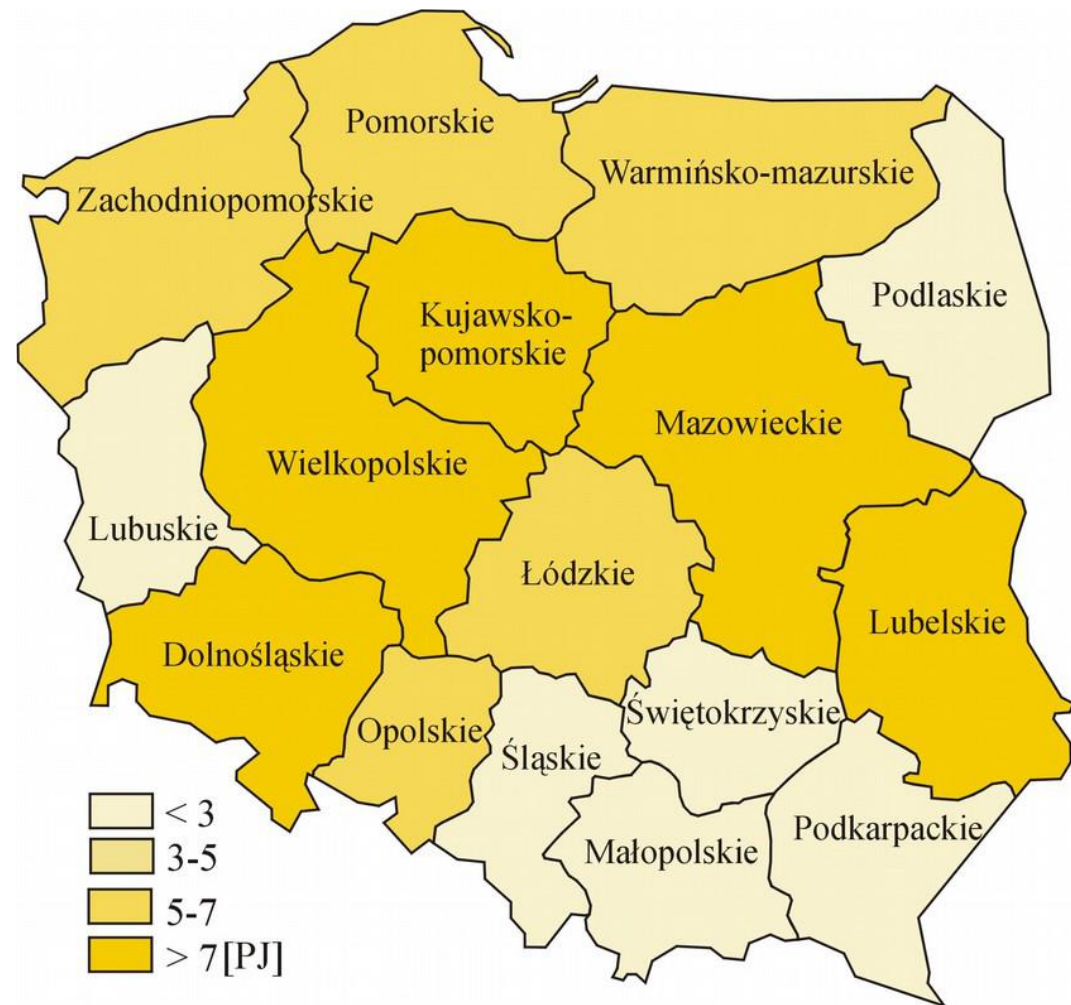 Pomorskie
Warmińsko-mazurskie
Zachodniopomorskie
Podlaskie
Kujawsko-
pomorskie
Mazowieckie
Wielkopolskie
Lubuskie
Łódzkie
Lubelskie
Dolnośląskie
Świętokrzyskie
Opolskie
Śląskie
Podkarpackie
Małopolskie
< 3
3-5
5-7
> 7 [PJ]